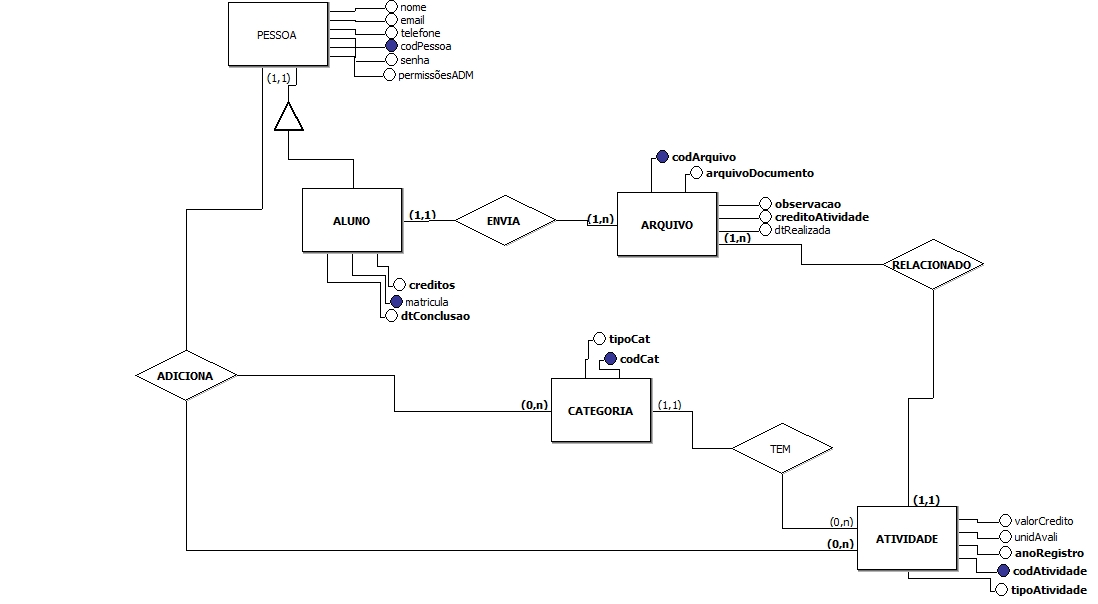 PESSOA
nome
email
telefone
codPessoa
senha
permissõesADM
(1,1)
codArquivo
arquivoDocumento
ALUNO
(1,1)
ENVIA
(1,n)
ARQUIVO
observacao
creditoAtividade
dtRealizada
(1,n)
RELACIONADO
creditos
matricula
dtConclusao
tipoCat
codCat
ADICIONA
(0,n)
CATEGORIA
(1,1)
TEM
(1,1)
(0,n)
(0,n)
ATIVIDADE
valorCredito
unidAvali
anoRegistro
codAtividade
tipoAtividade